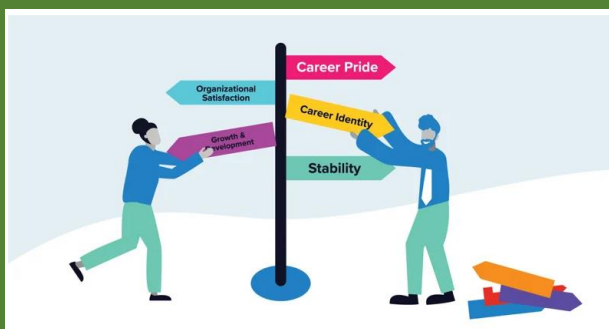 Career Pride
Organizational
Satisfaction
Career Identity
Growth &
Development
Stability